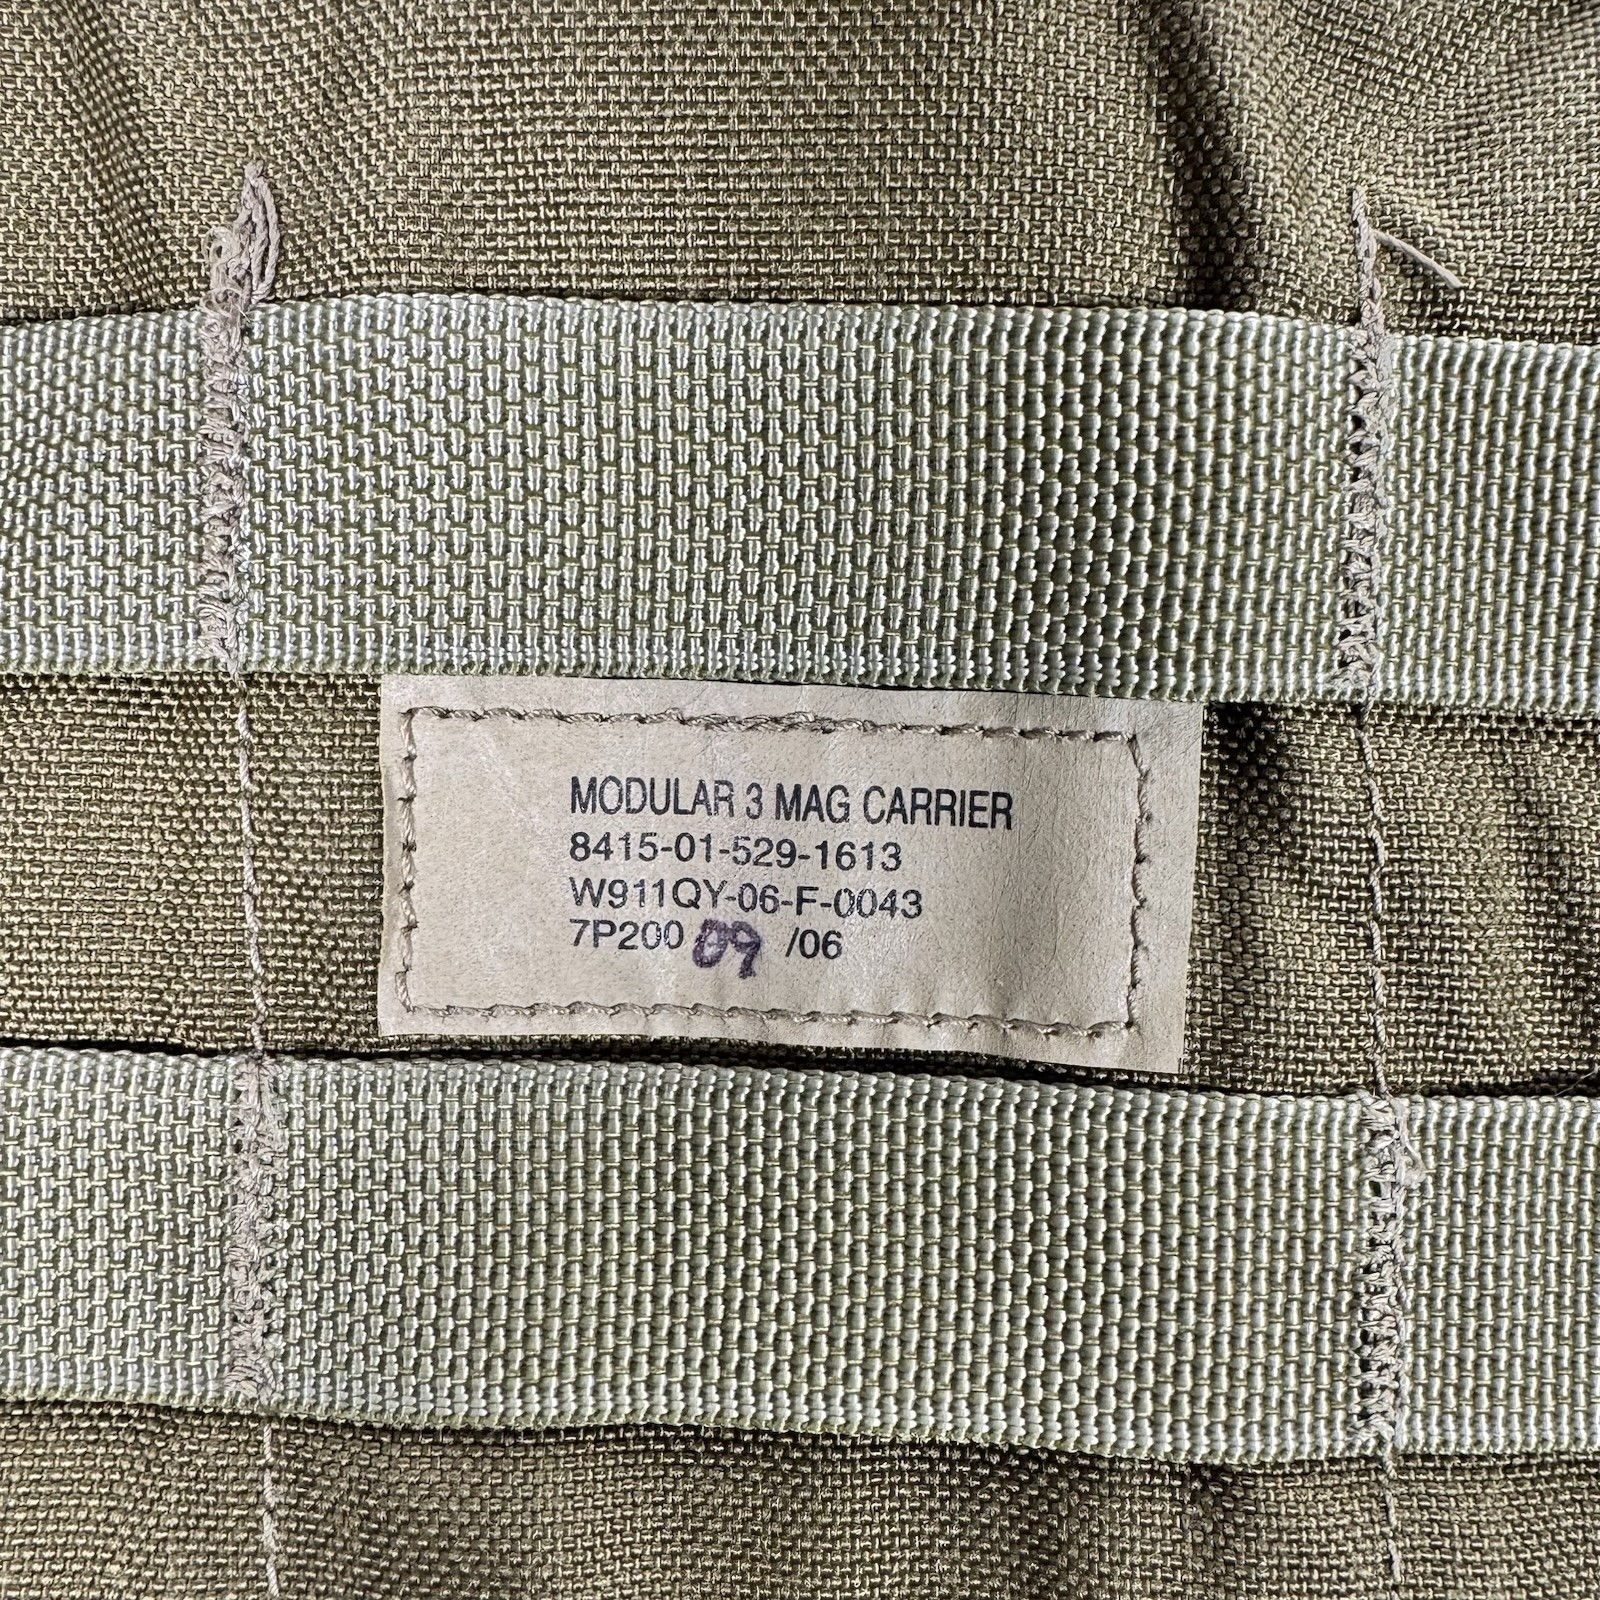 MODULAR 3 MAG CARRIER
8415-01-529-1613
W911QY-06-F-0043
7P200 09 /06